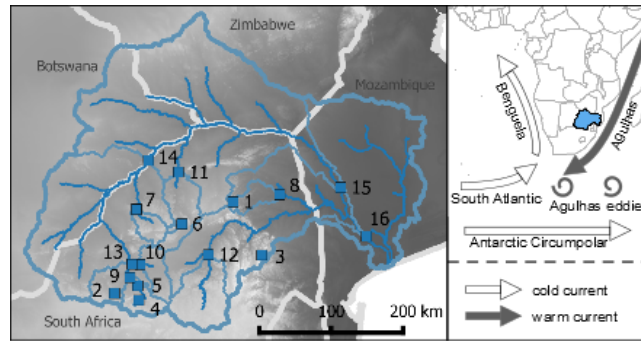 Zimbabwe
Botswana
Mozambique
14
11
8
15
7
1
6
16
13
10
12
3
9
5
2
4
South Africa
0
100
200 km
Benguela
Agulhas
South Atlantic
Agulhas eddie
Antarctic Circumpolar
cold current
warm current